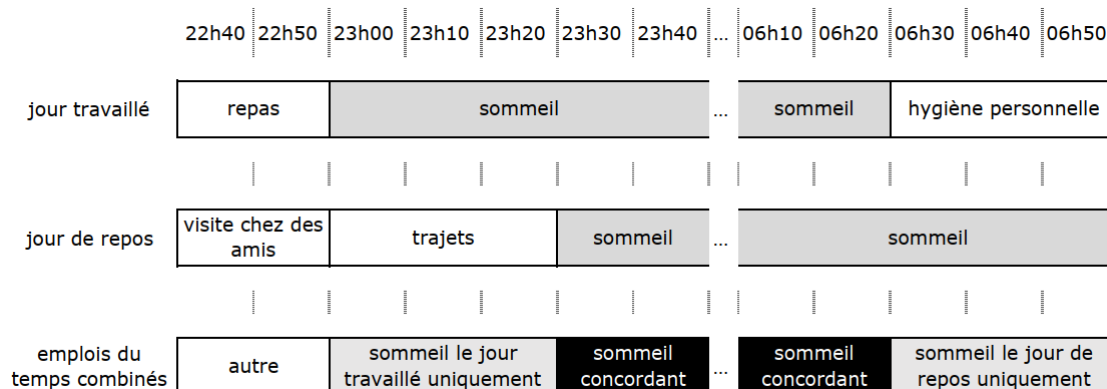 22h40 22h50 23h00 23h10 23h20 23h30 23h40 ... 06h10 06h20 06h30 06h40 06h50
jour travaillé repas sommeil ... sommeil hygiène personnelle
jour de repos visite chez des amis trajets sommeil ... sommeil
emplois du temps combinés autre sommeil le jour travaillé uniquement sommeil concordant ... sommeil concordant sommeil le jour de repos uniquement